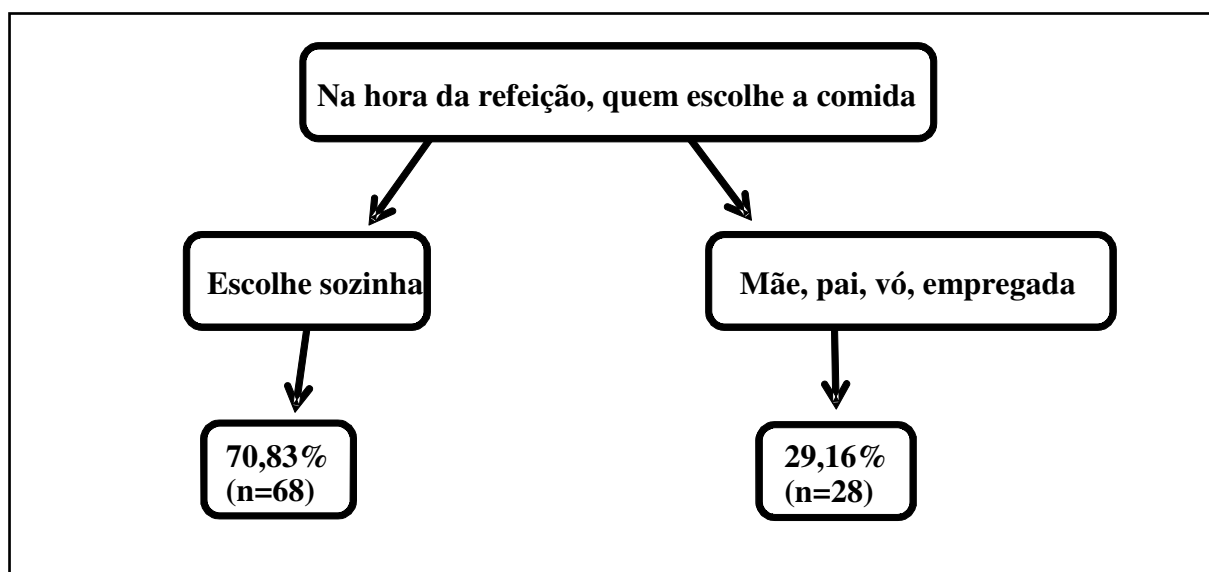 Na hora da refeição, quem escolhe a comida
Escolhe sozinha
Mãe, pai, vó, empregada
70,83%
(n=68)
29,16%
(n=28)